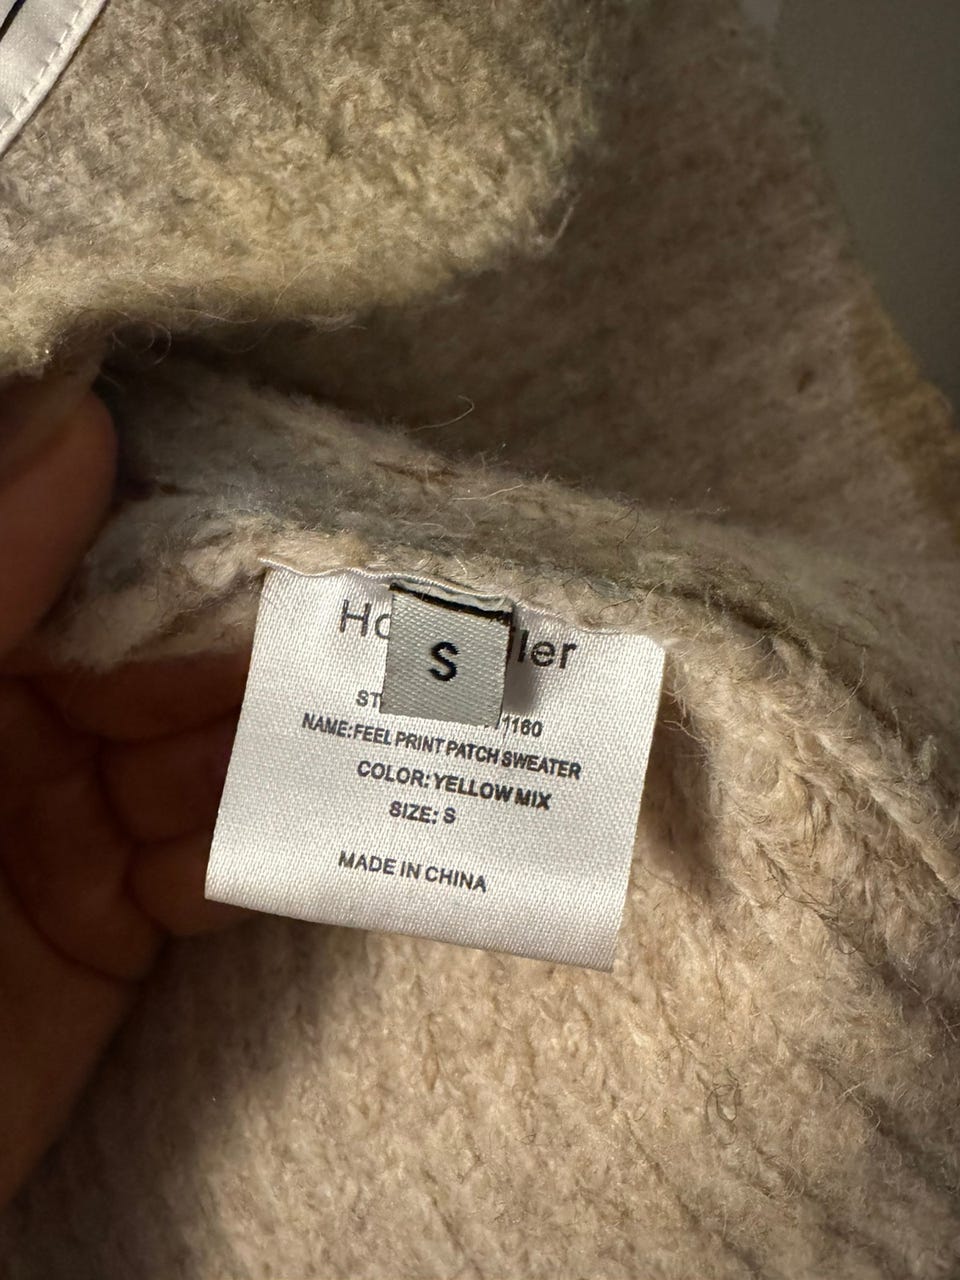 S
NAME:FEEL PRINT PATCH SWEATER
COLOR: YELLOW MIX
SIZE: S
MADE IN CHINA